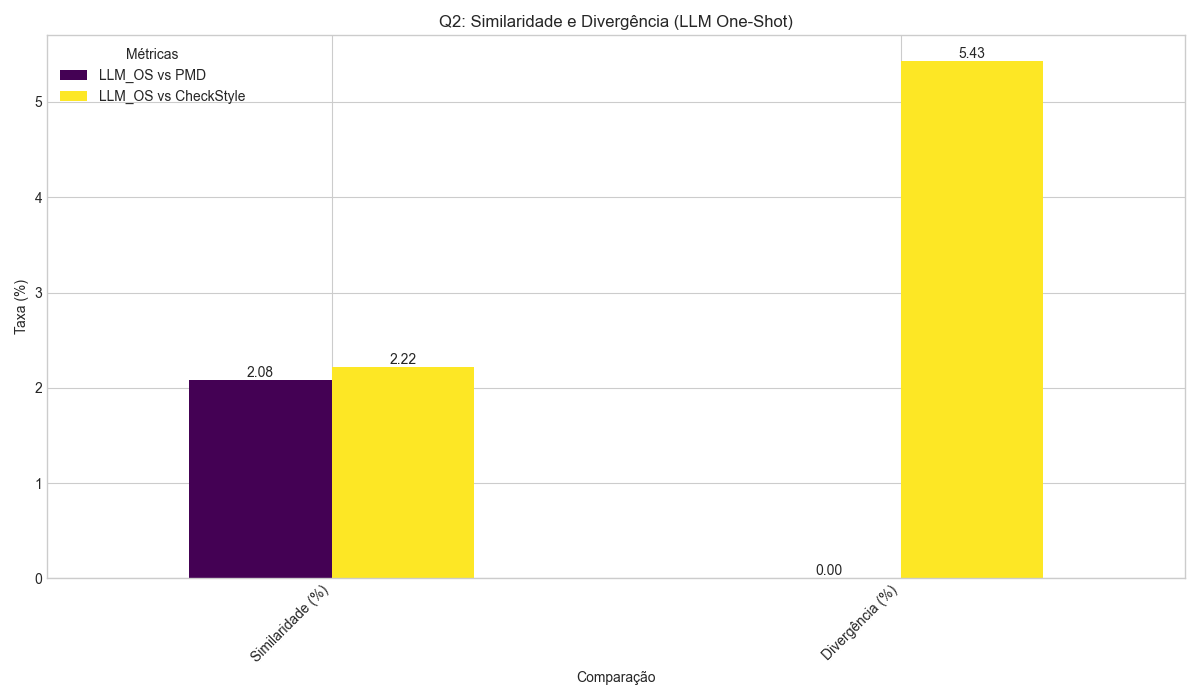 Q2: Similaridade e Divergência (LLM One-Shot)
Métricas
LLM_OS vs PMD
LLM_OS vs CheckStyle
Taxa (%)
5
4
3
2
1
0
2.08
2.22
0.00
5.43
Similaridade (%)
Divergência (%)
Comparação